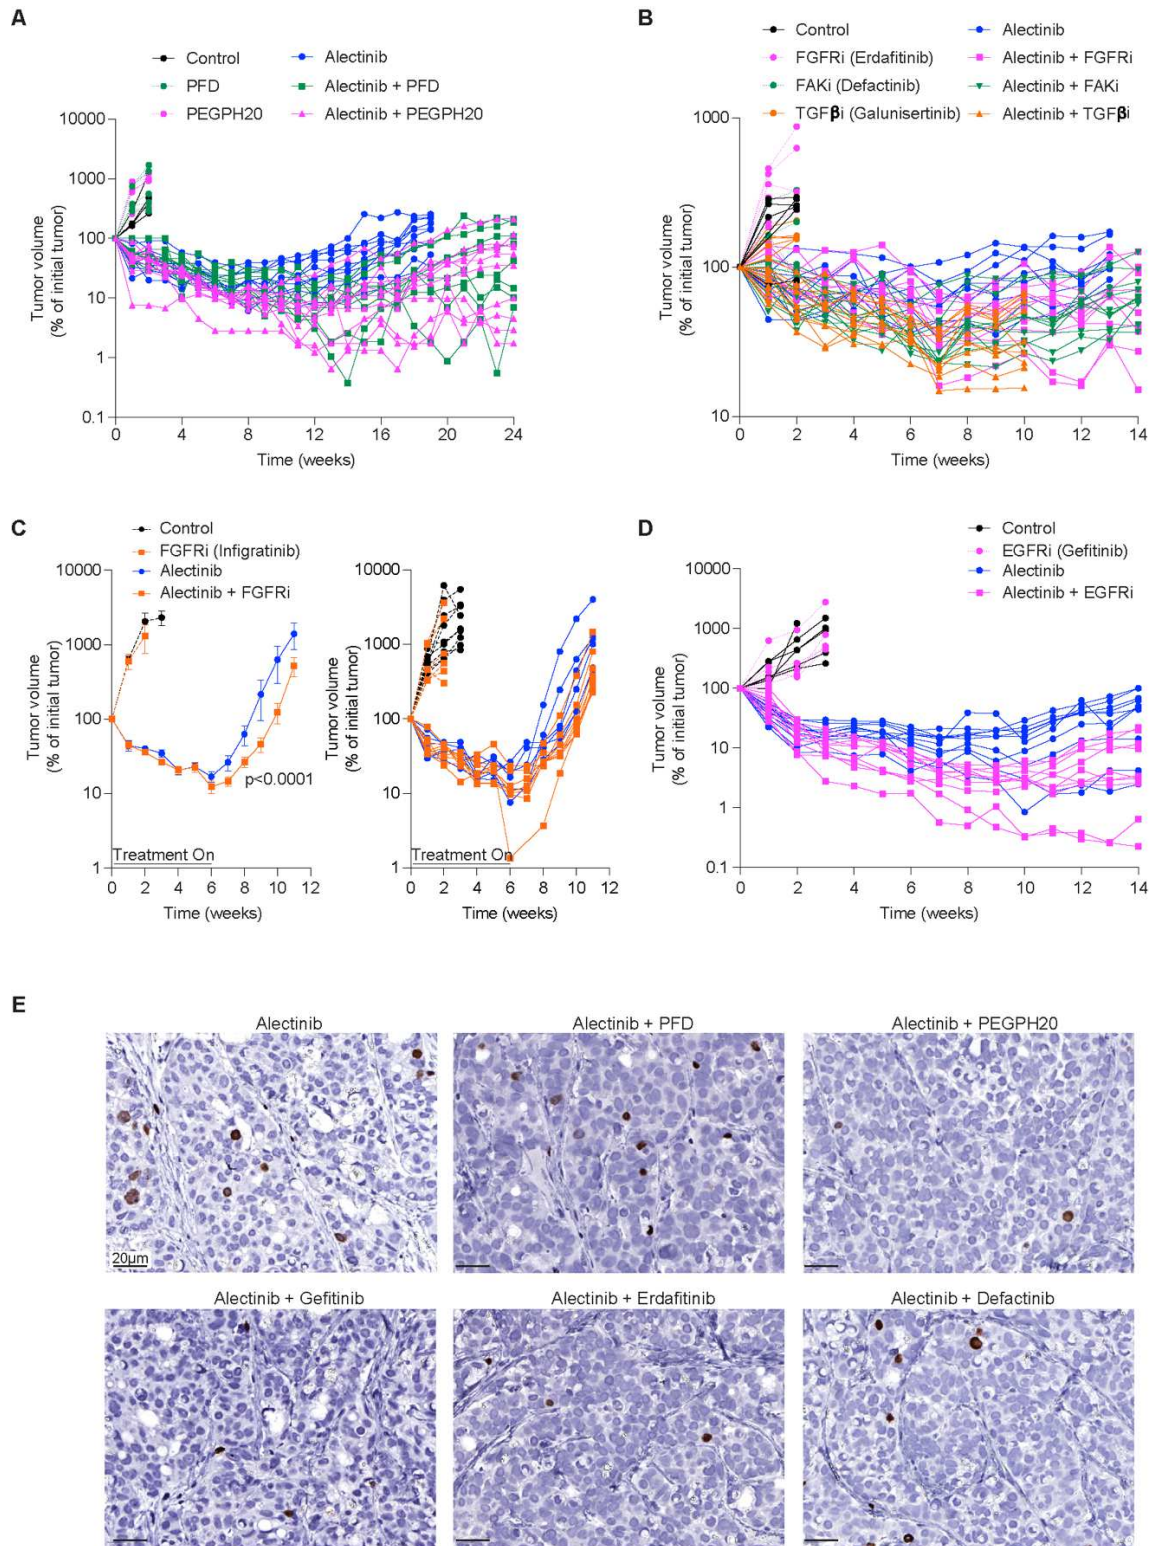 A
Control
Alectinib
PFD
Alectinib + PFD
PEGPH20
Alectinib + PEGPH20
Tumor volume
(% of initial tumor)
10000
1000
100
10
1
0.1
0 4 8 12 16 20 24
Time (weeks)
B
Control
Alectinib
FGFRi (Erdafitinib)
Alectinib + FGFRi
FAKi (Defactinib)
Alectinib + FAKi
TGFβi (Galunisertinib)
Alectinib + TGFβi
Tumor volume
(% of initial tumor)
1000
100
10
0 2 4 6 8 10 12 14
Time (weeks)
C
Control
FGFRi (Infigratinib)
Alectinib
Alectinib + FGFRi
Tumor volume
(% of initial tumor)
10000
1000
100
10
1
p<0.0001
Treatment On
0 2 4 6 8 10 12
Time (weeks)
Tumor volume
(% of initial tumor)
10000
1000
100
10
1
Treatment On
0 2 4 6 8 10 12
Time (weeks)
D
Control
EGFRi (Gefitinib)
Alectinib
Alectinib + EGFRi
Tumor volume
(% of initial tumor)
10000
1000
100
10
1
0.1
0 2 4 6 8 10 12 14
Time (weeks)
E
Alectinib
Alectinib + PFD
Alectinib + PEGPH20
20μm
Alectinib + Gefitinib
Alectinib + Erdafitinib
Alectinib + Defactinib